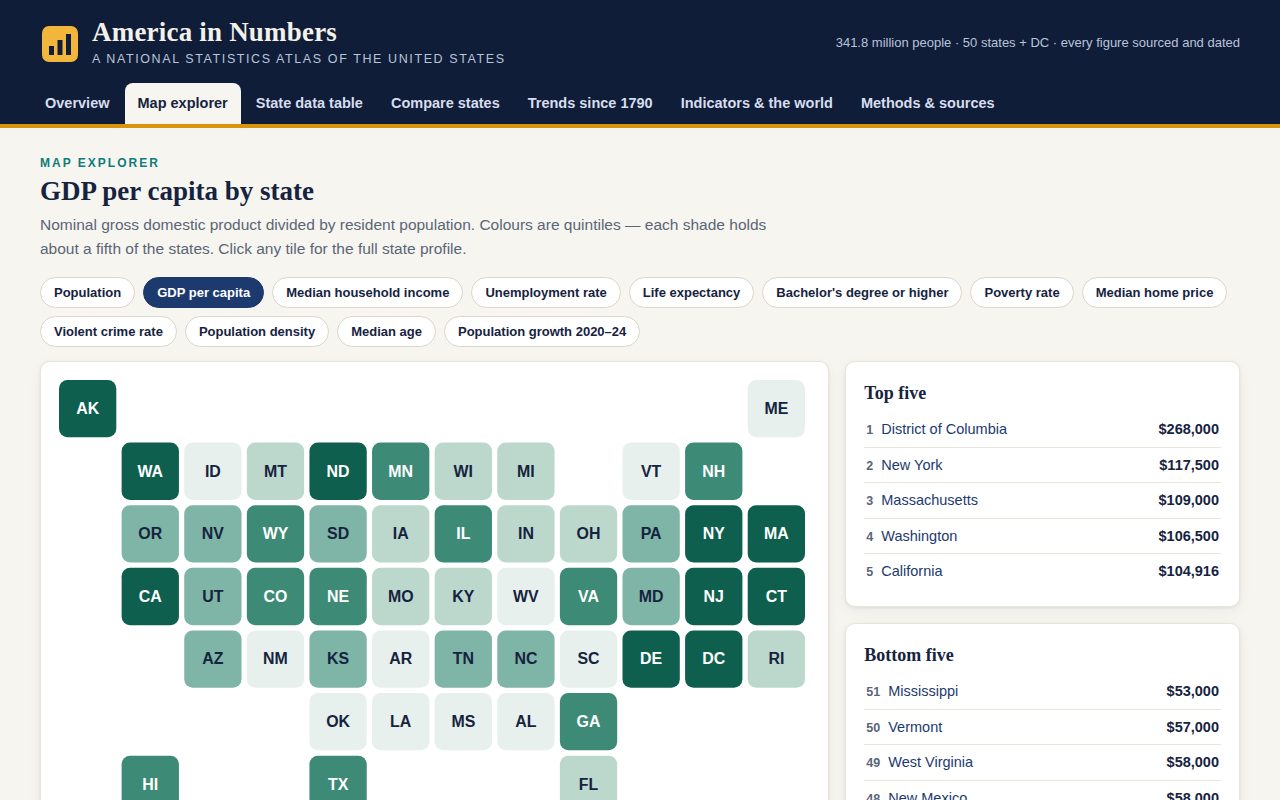 America in Numbers
A NATIONAL STATISTICS ATLAS OF THE UNITED STATES
341.8 million people · 50 states + DC · every figure sourced and dated
Overview Map explorer State data table Compare states Trends since 1790 Indicators & the world Methods & sources
MAP EXPLORER
GDP per capita by state
Nominal gross domestic product divided by resident population. Colours are quintiles — each shade holds
about a fifth of the states. Click any tile for the full state profile.
Population GDP per capita Median household income Unemployment rate Life expectancy Bachelor's degree or higher Poverty rate Median home price
Violent crime rate Population density Median age Population growth 2020–24
AK ME
WA ID MT ND MN WI MI VT NH
OR NV WY SD IA IL IN OH PA NY MA
CA UT CO NE MO KY WV VA MD NJ CT
AZ NM KS AR TN NC SC DE DC RI
OK LA MS AL GA
HI TX FL
Top five
1 District of Columbia $268,000
2 New York $117,500
3 Massachusetts $109,000
4 Washington $106,500
5 California $104,916
Bottom five
51 Mississippi $53,000
50 Vermont $57,000
49 West Virginia $58,000
48 New Mexico $58,000